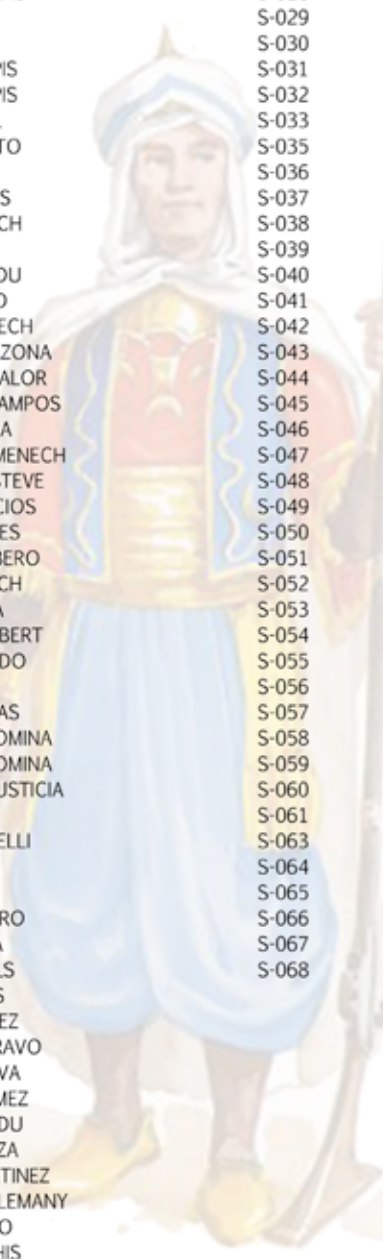 S-029
S-030
PIS S-031
PIS S-032
S-033
TO S-035
S-036
S S-037
CH S-038
S-039
DU S-040
O S-041
ECH S-042
AZONA S-043
ALOR S-044
AMPOS S-045
A S-046
MENECH S-047
STEVE S-048
CIOS S-049
ES S-050
BERO S-051
CH S-052
A S-053
BERT S-054
DO S-055
S-056
AS S-057
OMINA S-058
OMINA S-059
USTICIA S-060
S-061
ELLI S-063
S-064
S-065
RO S-066
A S-067
LS S-068
S
EZ
RAVO
VA
MEZ
DU
ZA
TINEZ
LEMANY
O
HIS